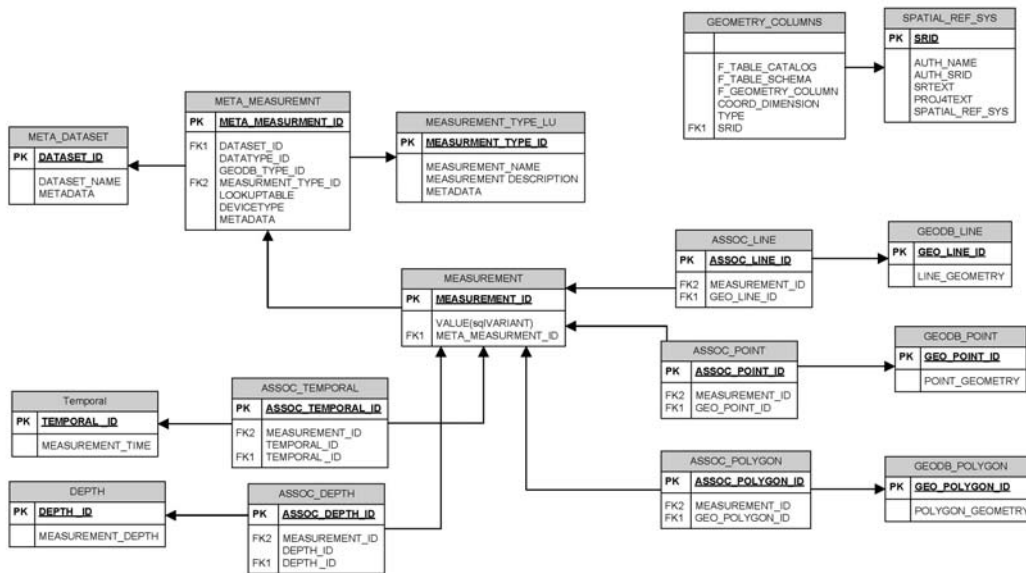 GEOMETRY_COLUMNS
F_TABLE_CATALOG
F_TABLE_SCHEMA
F_GEOMETRY_COLUMN
COORD_DIMENSION
TYPE
FK1 SRID
SPATIAL_REF_SYS
PK SRID
AUTH_NAME
AUTH_SRID
SRTEXT
PROJ4TEXT
SPATIAL_REF_SYS
META_MEASUREMNT
PK META_MEASURMENT_ID
FK1 DATASET_ID
DATATYPE_ID
GEODB_TYPE_ID
FK2 MEASURMENT_TYPE_ID
LOOKUPTABLE
DEVICETYPE
METADATA
MEASUREMENT_TYPE_LU
PK MEASURMENT_TYPE_ID
MEASUREMENT_NAME
MEASUREMENT DESCRIPTION
METADATA
META_DATASET
PK DATASET_ID
DATASET_NAME
METADATA
MEASUREMENT
PK MEASUREMENT_ID
VALUE(sqlVARIANT)
FK1 META_MEASURMENT_ID
ASSOC_LINE
PK ASSOC_LINE_ID
FK2 MEASUREMENT_ID
FK1 GEO_LINE_ID
GEODB_LINE
PK GEO_LINE_ID
LINE_GEOMETRY
ASSOC_POINT
PK ASSOC_POINT_ID
FK2 MEASUREMENT_ID
FK1 GEO_POINT_ID
GEODB_POINT
PK GEO_POINT_ID
POINT_GEOMETRY
Temporal
PK TEMPORAL_ID
MEASUREMENT_TIME
ASSOC_TEMPORAL
PK ASSOC_TEMPORAL_ID
FK2 MEASUREMENT_ID
TEMPORAL_ID
FK1 TEMPORAL_ID
ASSOC_POLYGON
PK ASSOC_POLYGON_ID
FK2 MEASUREMENT_ID
FK1 GEO_POLYGON_ID
GEODB_POLYGON
PK GEO_POLYGON_ID
POLYGON_GEOMETRY
DEPTH
PK DEPTH_ID
MEASUREMENT_DEPTH
ASSOC_DEPTH
PK ASSOC_DEPTH_ID
FK2 MEASUREMENT_ID
DEPTH_ID
FK1 DEPTH_ID